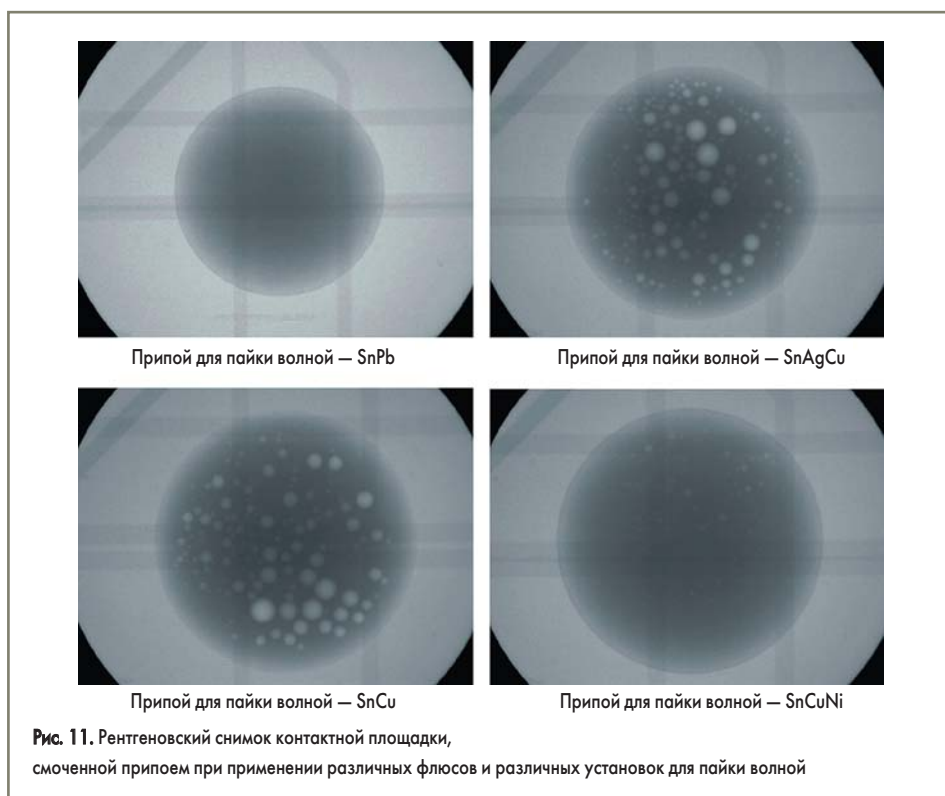 Припой для пайки волной — SnPb
Припой для пайки волной — SnAgCu
Припой для пайки волной — SnCu
Припой для пайки волной — SnCuNi
Рис. 11. Рентгеновский снимок контактной площадки,
смоченной припоем при применении различных флюсов и различных установок для пайки волной